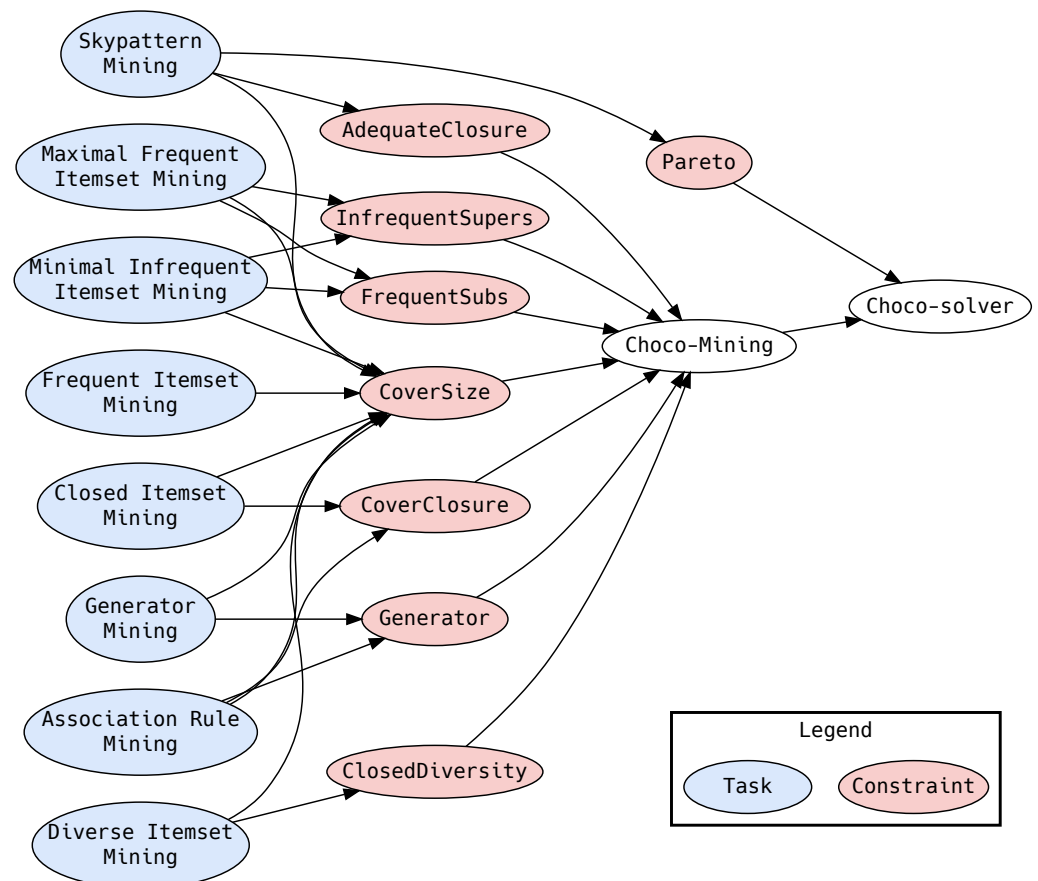 Skypattern
Mining
AdequateClosure
Maximal Frequent
Itemset Mining
Pareto
InfrequentSupers
Minimal Infrequent
Itemset Mining
FrequentSubs
Choco-solver
Choco-Mining
Frequent Itemset
Mining
CoverSize
Closed Itemset
Mining
CoverClosure
Generator
Mining
Generator
Association Rule
Mining
ClosedDiversity
Diverse Itemset
Mining
Legend
Task
Constraint